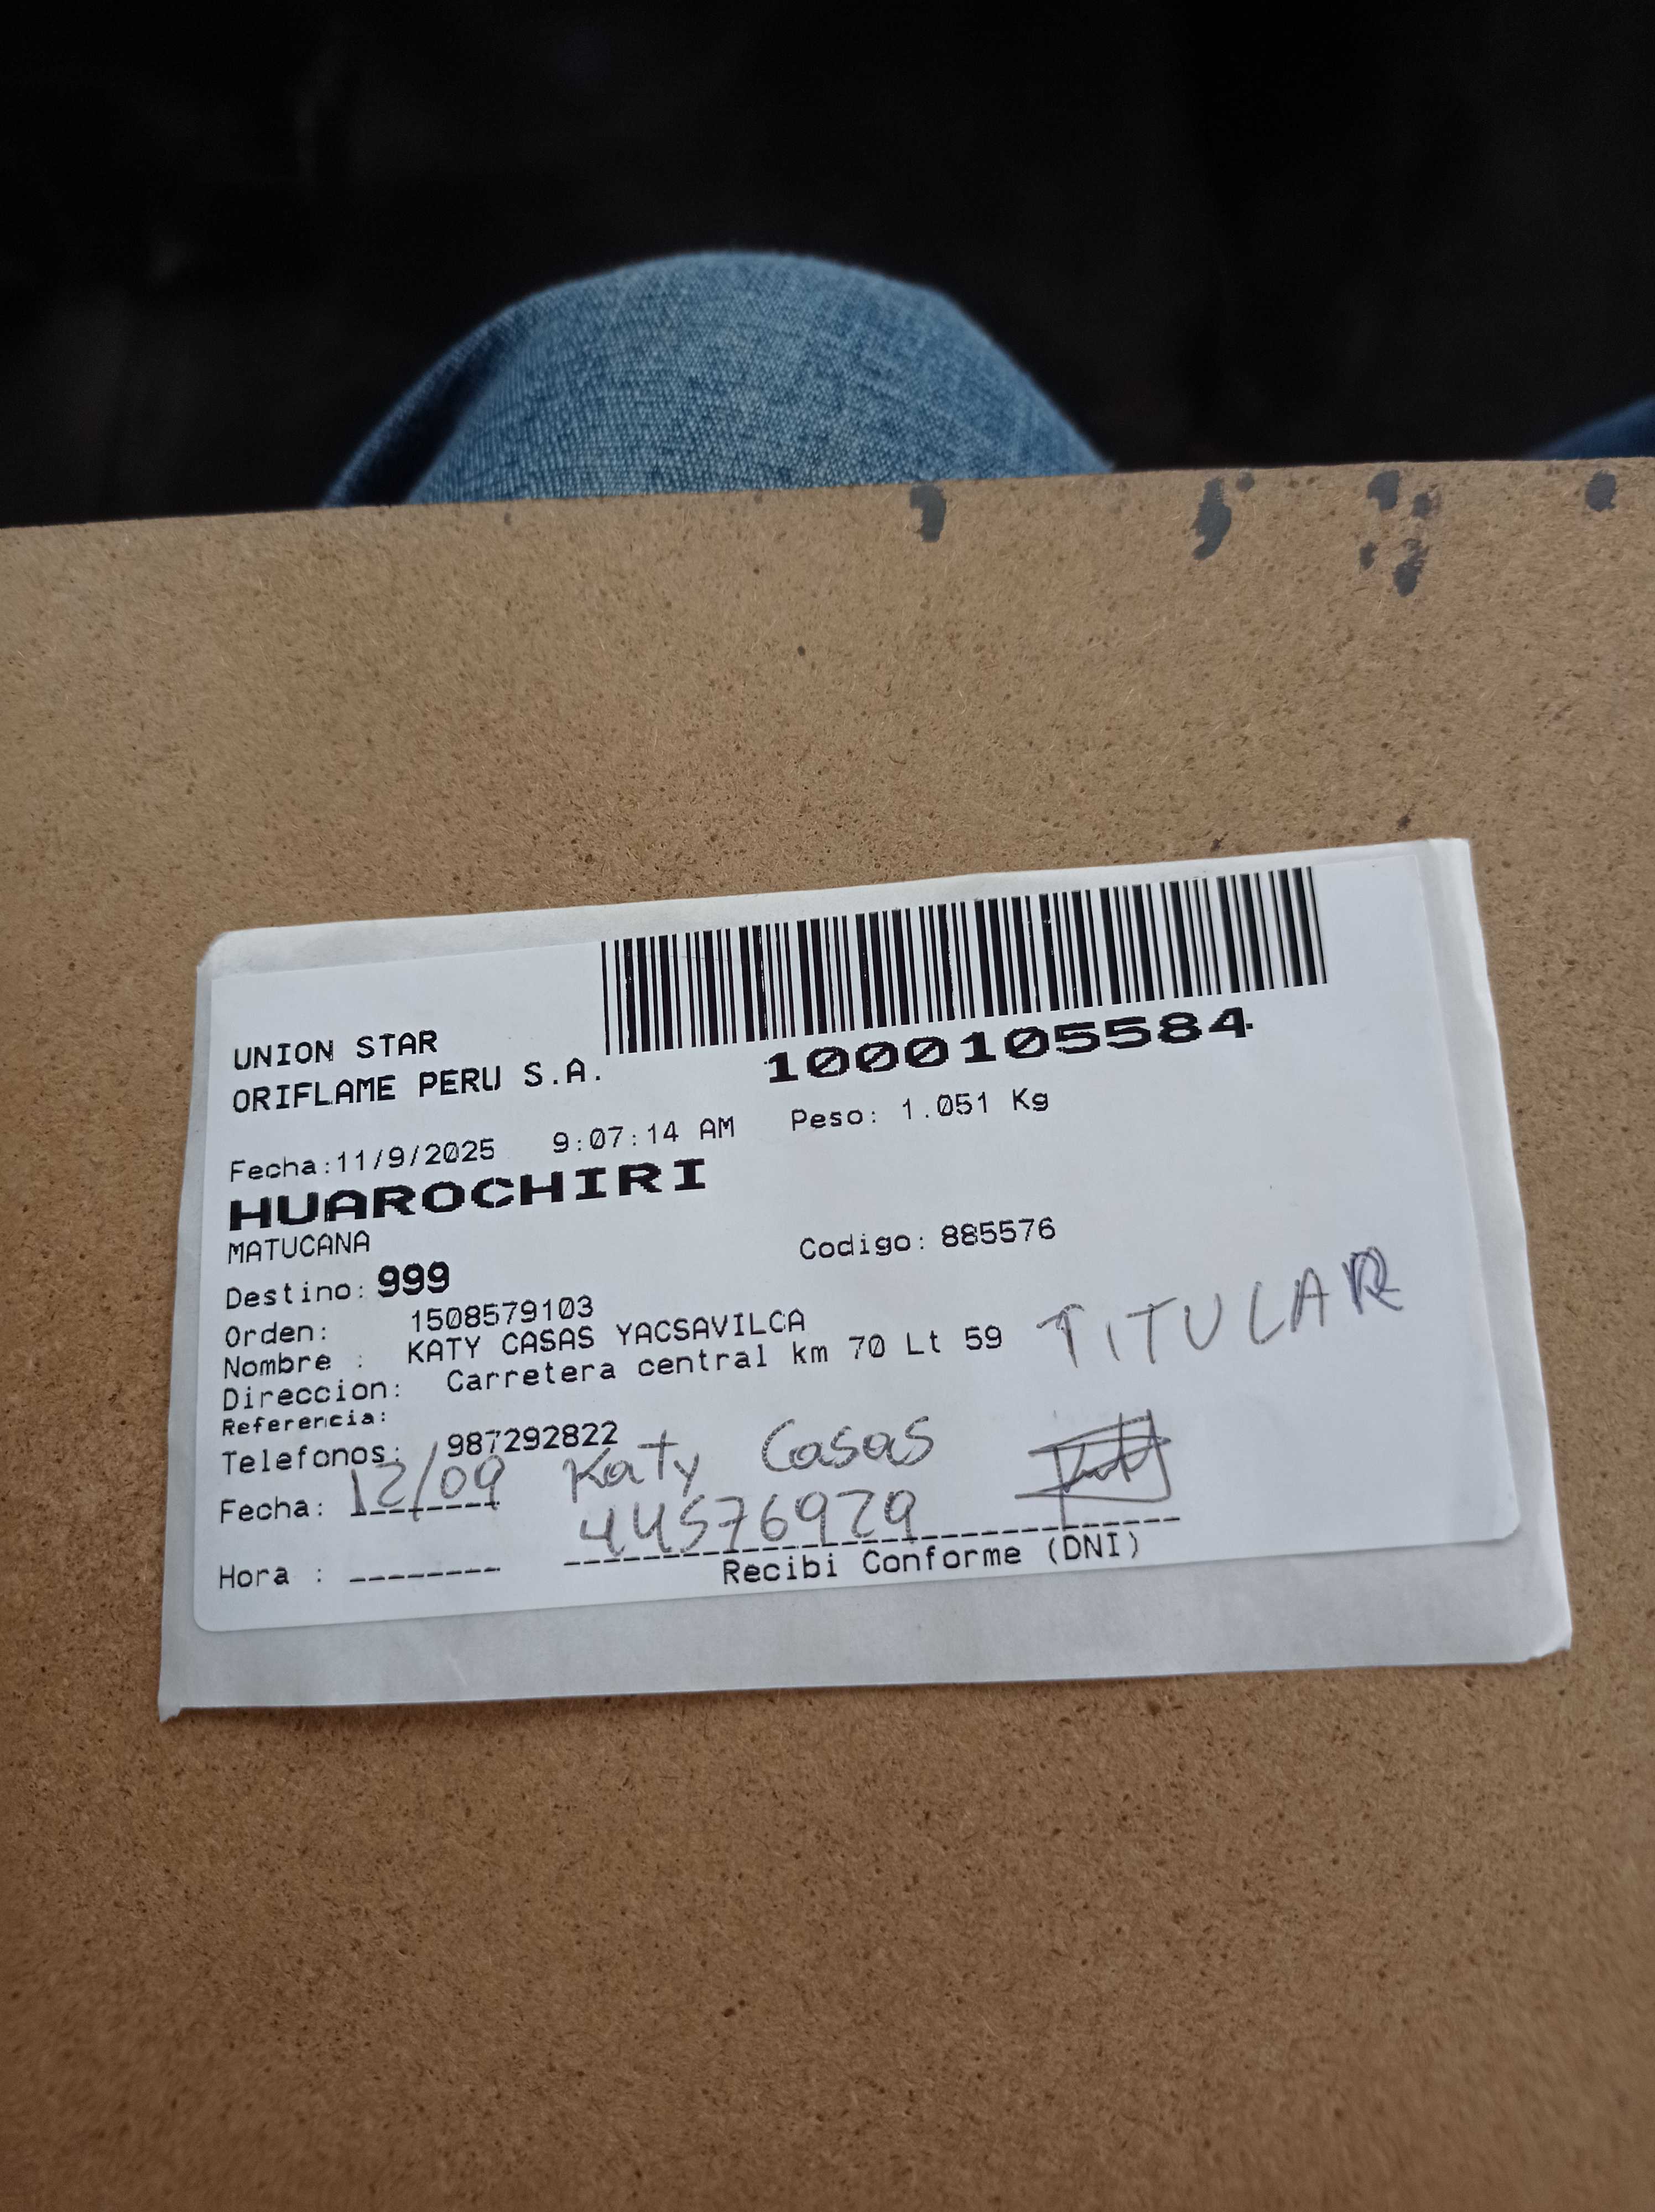 UNION STAR
ORIFLAME PERU S.A.
1000105584
Fecha:11/9/2025 9:07:14 AM Peso: 1.051 Kg
HUAROCHIRI
MATUCANA
Codigo: 885576
Destino: 999
Orden: 1508579103
Nombre : KATY CASAS YACSAVILCA
Direccion: Carretera central km 70 Lt 59
TITULAR
Referencia:
Telefonos: 987292822
Fecha: 12/09 Katy Casas
44576929
Hora :
Recibi Conforme (DNI)